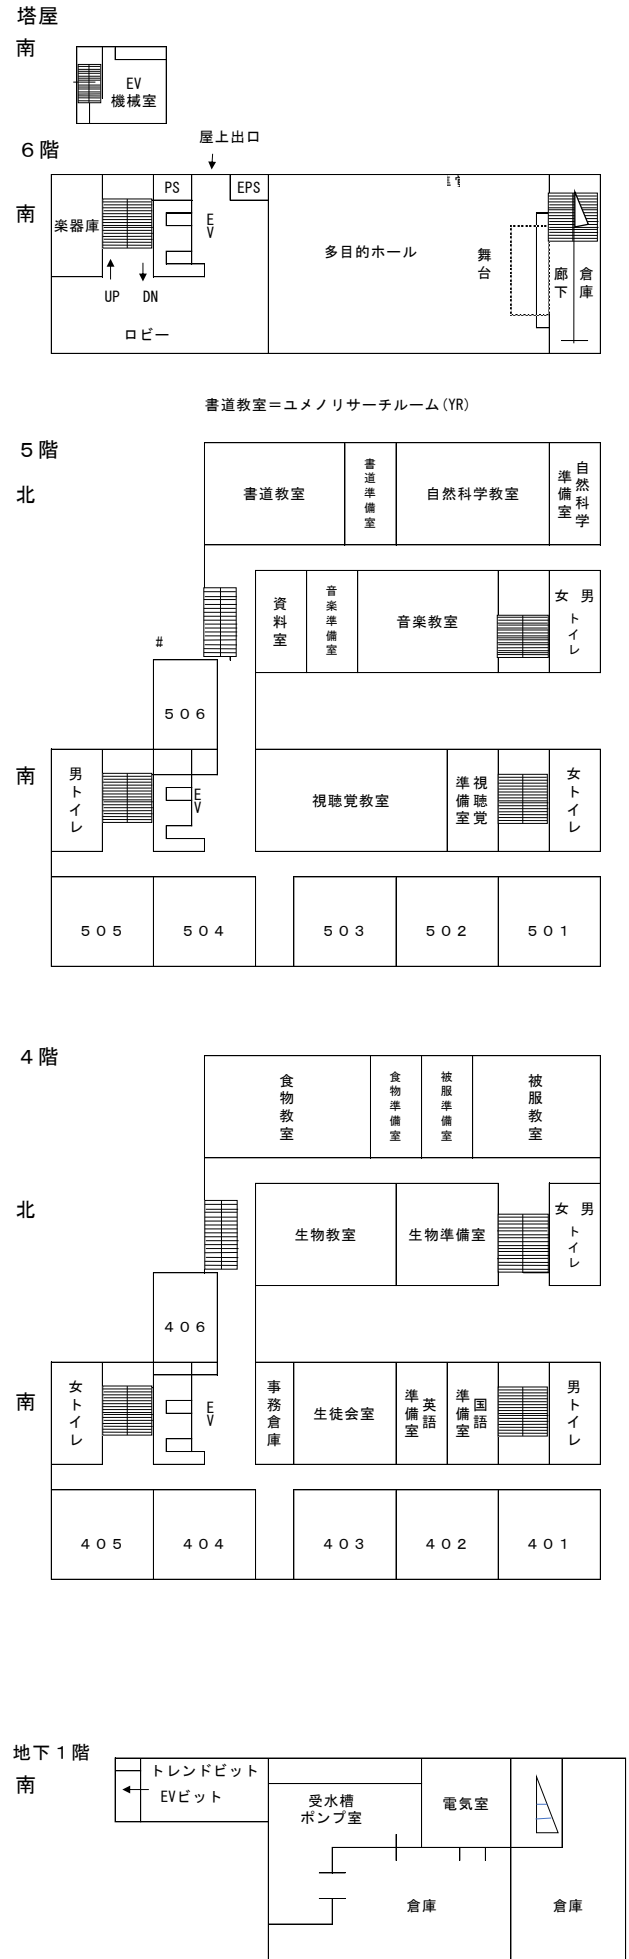 塔屋
南
EV
機械室
屋上出口
6階
南
PS
EPS
楽器庫
EV
多目的ホール
舞台
廊下
倉庫
UP
DN
ロビー
書道教室=ユメノリサーチルーム(YR)
5階
北
書道教室
書道準備室
自然科学教室
自然科学
準備室
資料室
音楽準備室
音楽教室
女 男
トイレ
#
506
南
男トイレ
EV
視聴覚教室
視聴覚
準備室
女トイレ
505
504
503
502
501
4階
食物教室
食物準備室
被服準備室
被服教室
北
生物教室
生物準備室
女 男
トイレ
406
南
女トイレ
EV
事務倉庫
生徒会室
英語
準備室
国語
準備室
男トイレ
405
404
403
402
401
地下1階
南
トレンドピット
EVピット
受水槽
ポンプ室
電気室
倉庫
倉庫